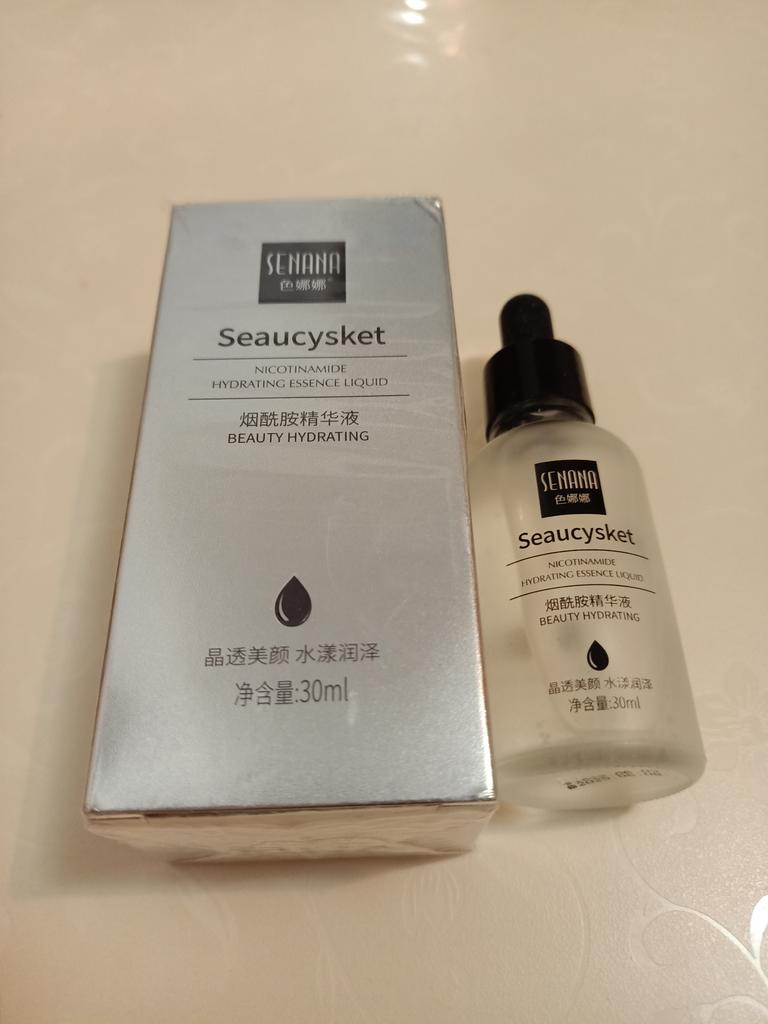 SENANA
色娜娜®
Seaucysket
NICOTINAMIDE
HYDRATING ESSENCE LIQUID
烟酰胺精华液
BEAUTY HYDRATING
晶透美颜 水漾润泽
净含量:30ml
SENANA
色娜娜
Seaucysket
NICOTINAMIDE
HYDRATING ESSENCE LIQUID
烟酰胺精华液
BEAUTY HYDRATING
晶透美颜 水漾润泽
净含量:30ml